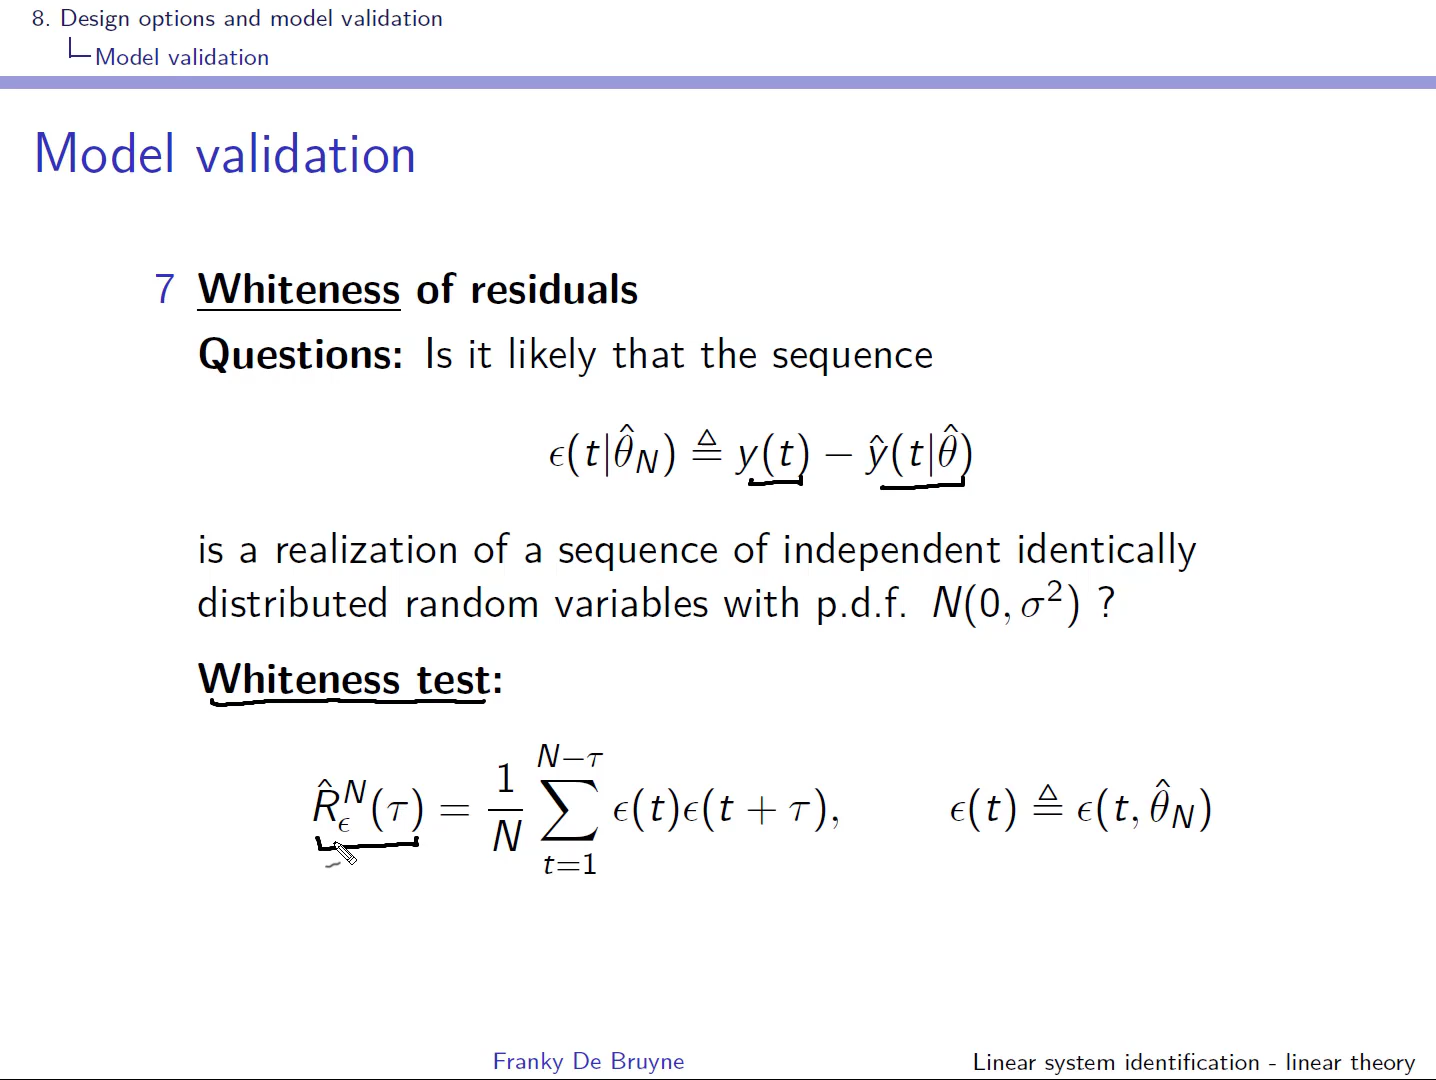 8. Design options and model validation
Model validation
Model validation
7 Whiteness of residuals
Questions: Is it likely that the sequence
ϵ(t|θ̂_N) ≜ y(t) − ŷ(t|θ̂)
is a realization of a sequence of independent identically
distributed random variables with p.d.f. N(0, σ²) ?
Whiteness test:
R̂_ϵ^N(τ) = 1/N ∑_{t=1}^{N−τ} ϵ(t)ϵ(t + τ), ϵ(t) ≜ ϵ(t, θ̂_N)
Franky De Bruyne Linear system identification - linear theory